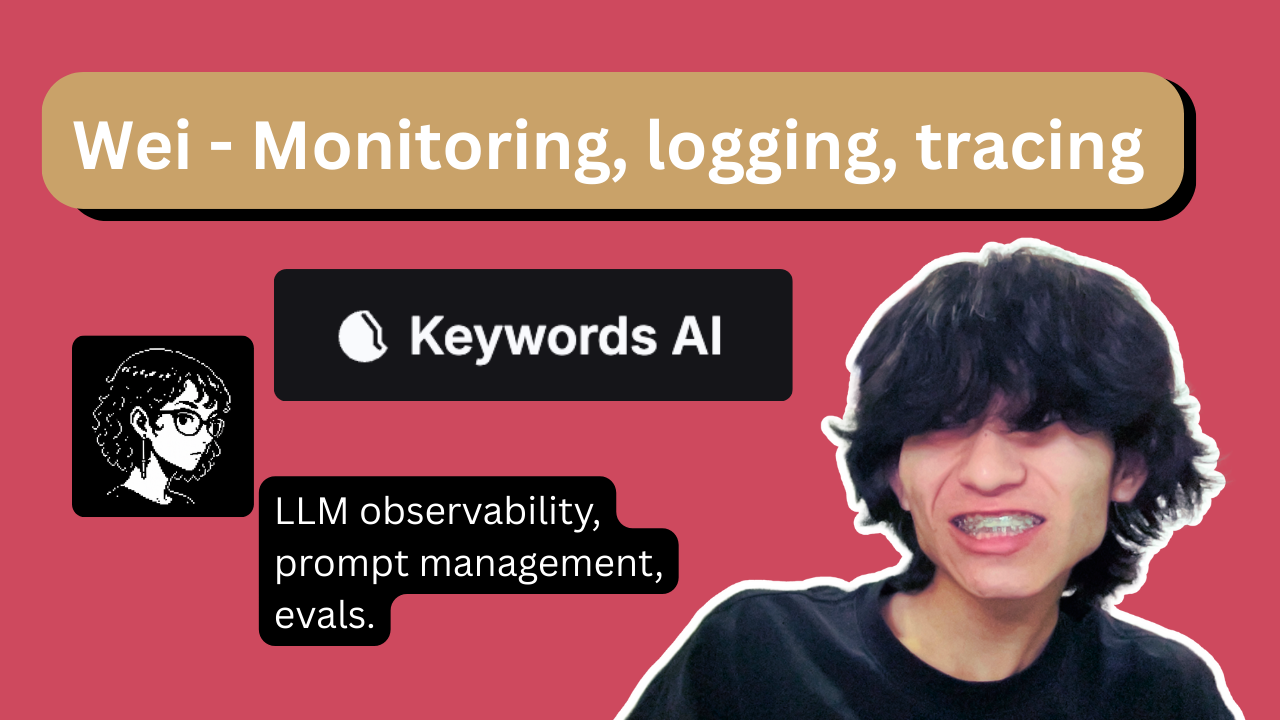 Wei - Monitoring, logging, tracing
Keywords AI
LLM observability,
prompt management,
evals.